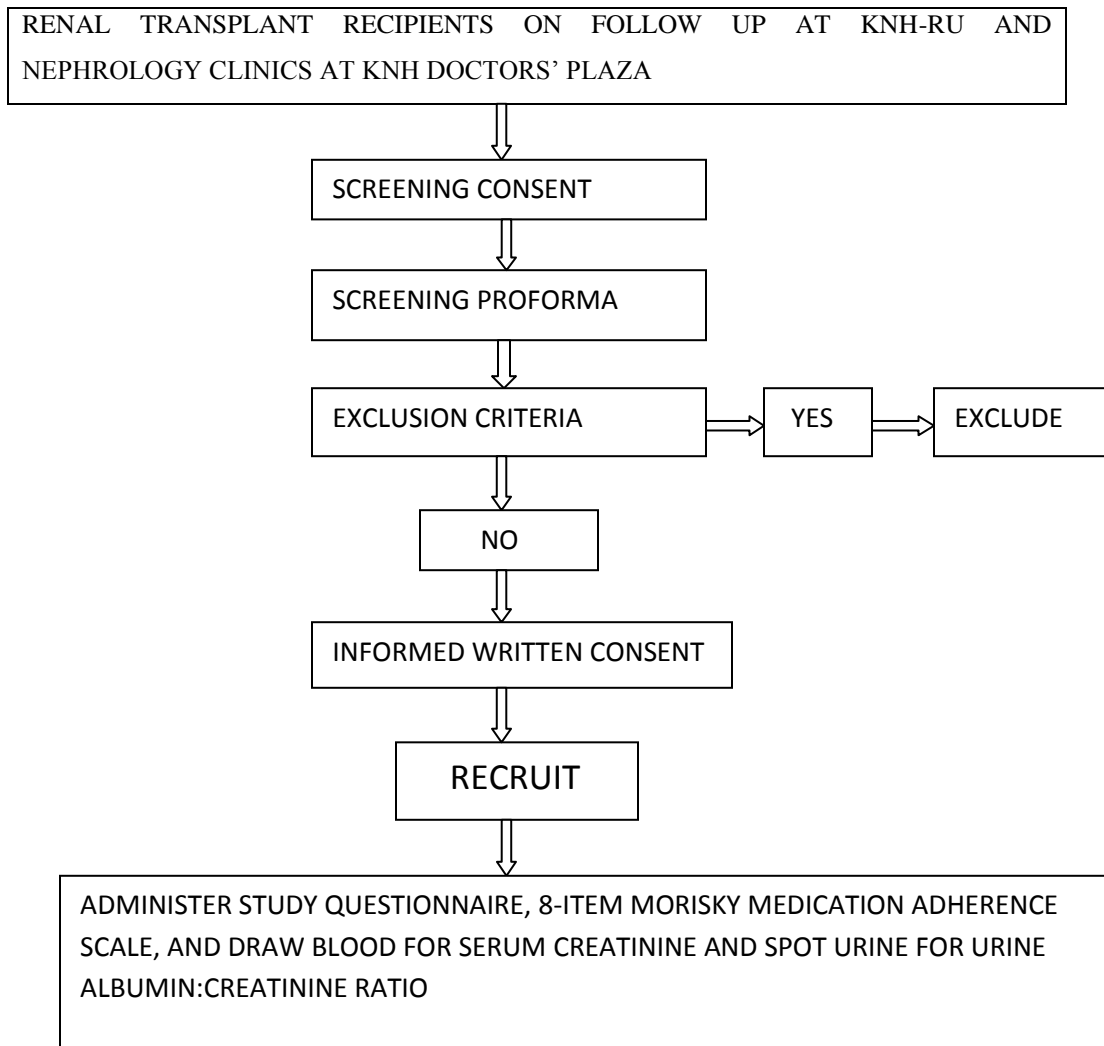 RENAL TRANSPLANT RECIPIENTS ON FOLLOW UP AT KNH-RU AND
NEPHROLOGY CLINICS AT KNH DOCTORS’ PLAZA
SCREENING CONSENT
SCREENING PROFORMA
EXCLUSION CRITERIA
YES
EXCLUDE
NO
INFORMED WRITTEN CONSENT
RECRUIT
ADMINISTER STUDY QUESTIONNAIRE, 8-ITEM MORISKY MEDICATION ADHERENCE
SCALE, AND DRAW BLOOD FOR SERUM CREATININE AND SPOT URINE FOR URINE
ALBUMIN:CREATININE RATIO